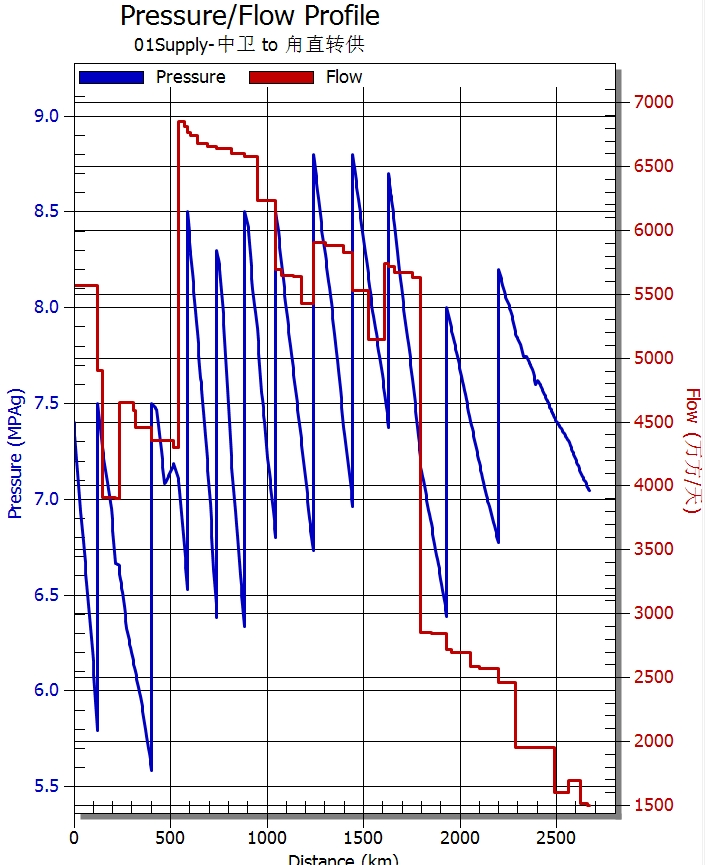 Pressure/Flow Profile
01Supply-中卫 to 甪直转供
Pressure Flow
9.0
8.5
8.0
7.5
7.0
6.5
6.0
5.5
Pressure (MPAg)
7000
6500
6000
5500
5000
4500
4000
3500
3000
2500
2000
1500
Flow (万方/天)
0 500 1000 1500 2000 2500
Distance (km)